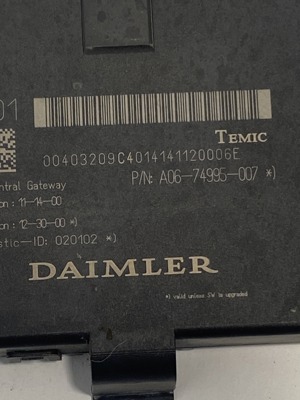 01
TEMIC
00403209C4014141120006E
P/N: A06-74995-007 *)
ntral Gateway
on: 11-14-00
on: 12-30-00 *)
stic-ID: 020102 *)
DAIMLER
*) valid unless SW is upgraded